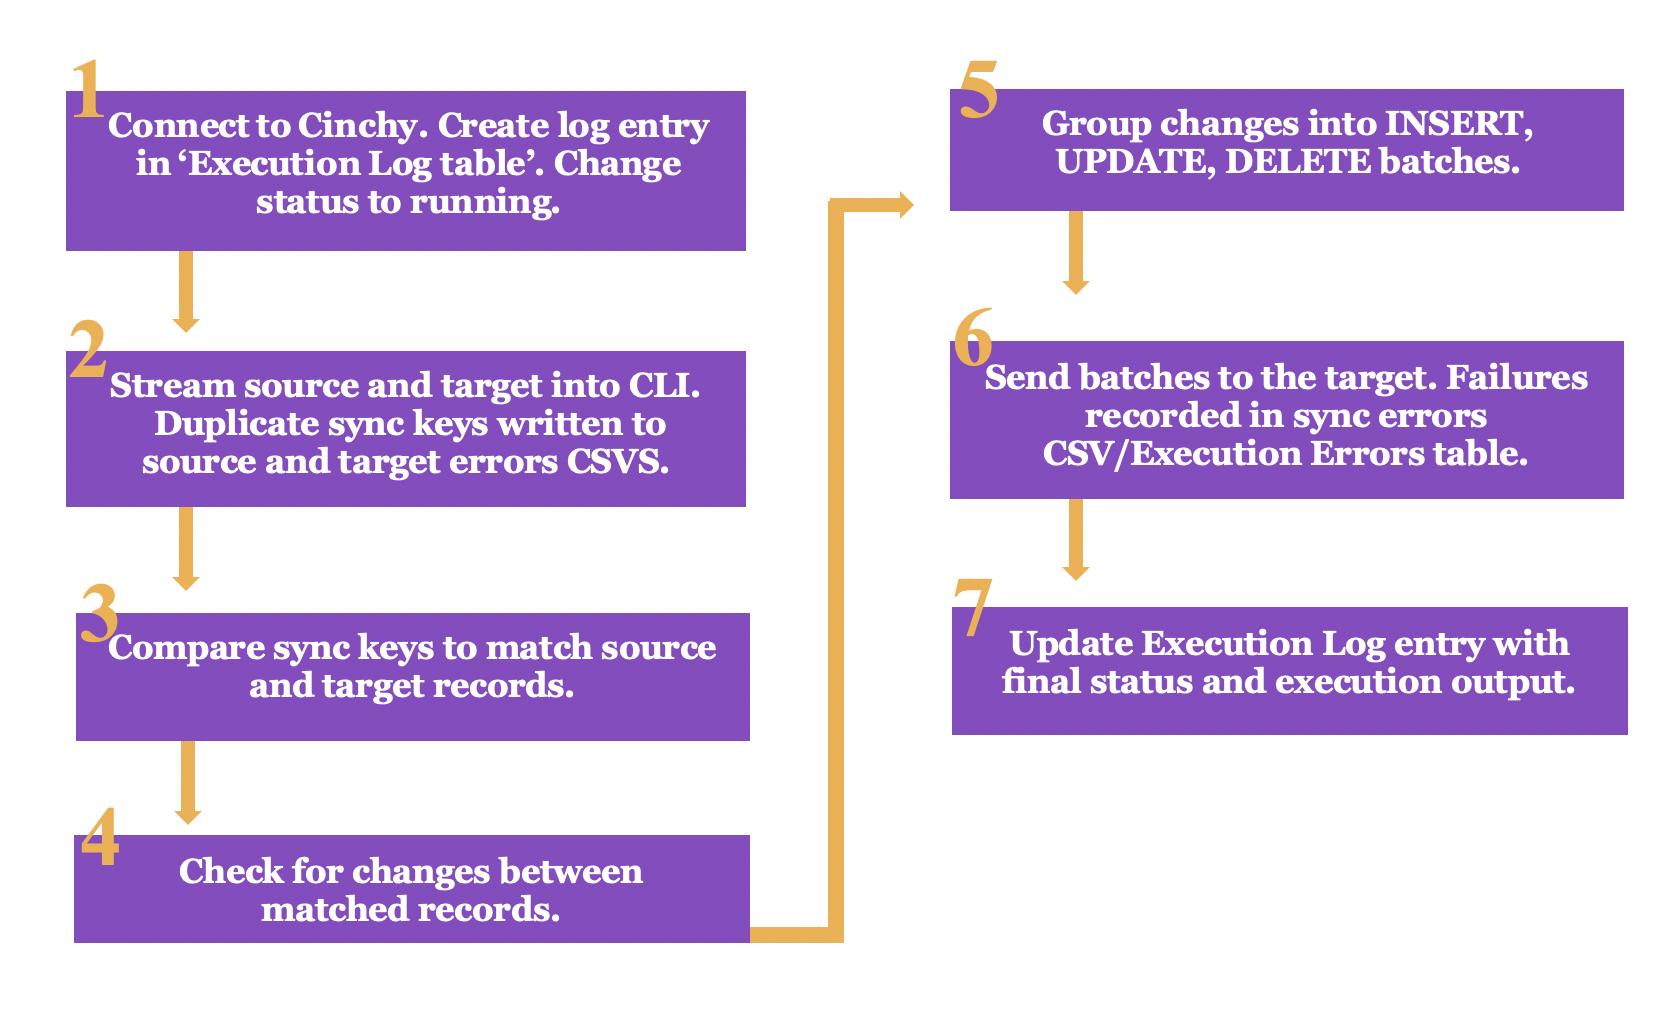 1
Connect to Cinchy. Create log entry
in ‘Execution Log table’. Change
status to running.
2
Stream source and target into CLI.
Duplicate sync keys written to
source and target errors CSVS.
3
Compare sync keys to match source
and target records.
4
Check for changes between
matched records.
5
Group changes into INSERT,
UPDATE, DELETE batches.
6
Send batches to the target. Failures
recorded in sync errors
CSV/Execution Errors table.
7
Update Execution Log entry with
final status and execution output.